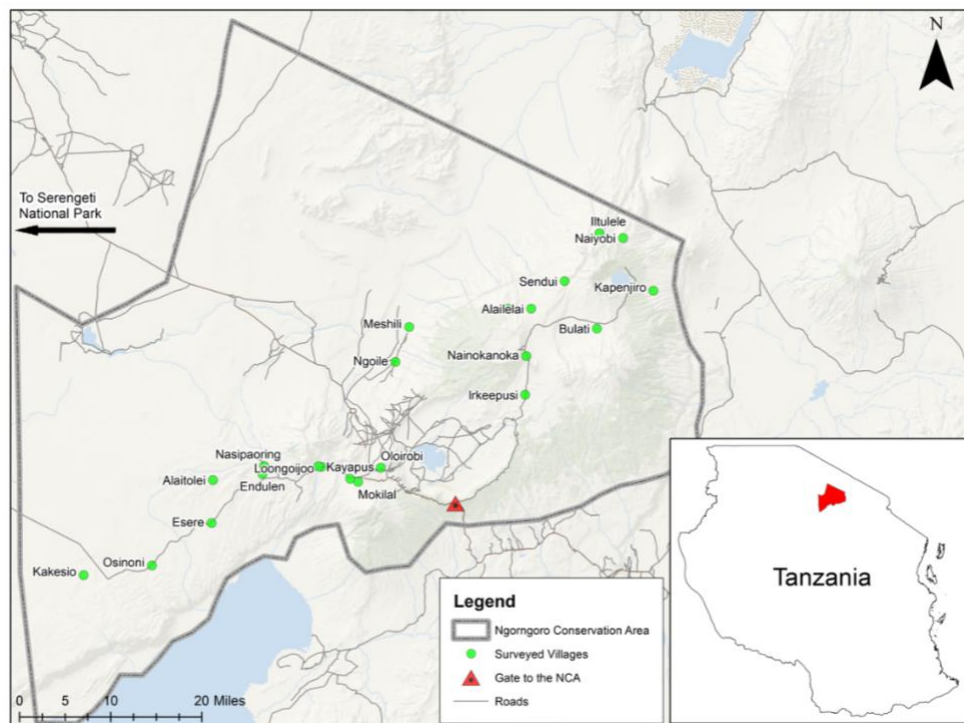 N
To Serengeti
National Park
Iltulele
Naiyobi
Sendui
Kapenjiro
Alailelai
Meshili
Bulati
Ngoile
Nainokanoka
Irkeepusi
Nasipaoring
Oloirobi
Loongoijoo
Kayapus
Alaitolei
Endulen
Mokilal
Esere
Osinoni
Kakesio
Legend
Ngorngoro Conservation Area
Surveyed Villages
Gate to the NCA
Roads
0 5 10 20 Miles
Tanzania